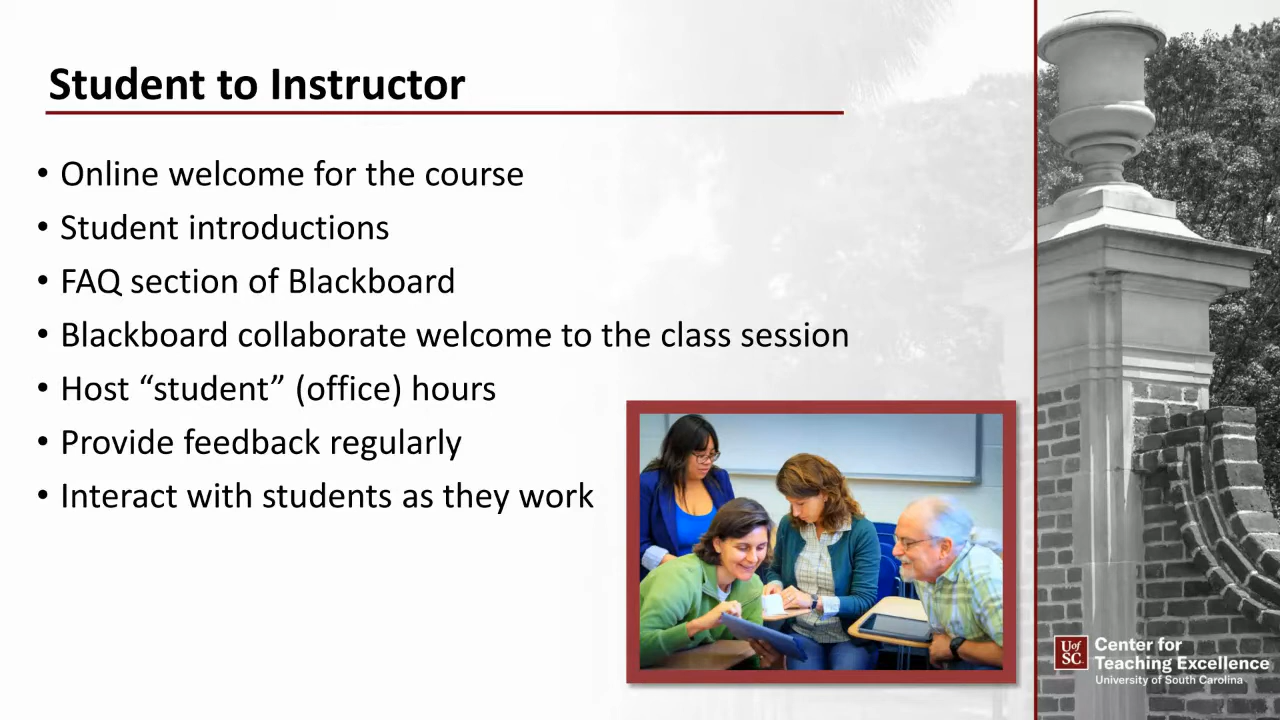 Student to Instructor
• Online welcome for the course
• Student introductions
• FAQ section of Blackboard
• Blackboard collaborate welcome to the class session
• Host “student” (office) hours
• Provide feedback regularly
• Interact with students as they work
UofSC
Center for
Teaching Excellence
University of South Carolina